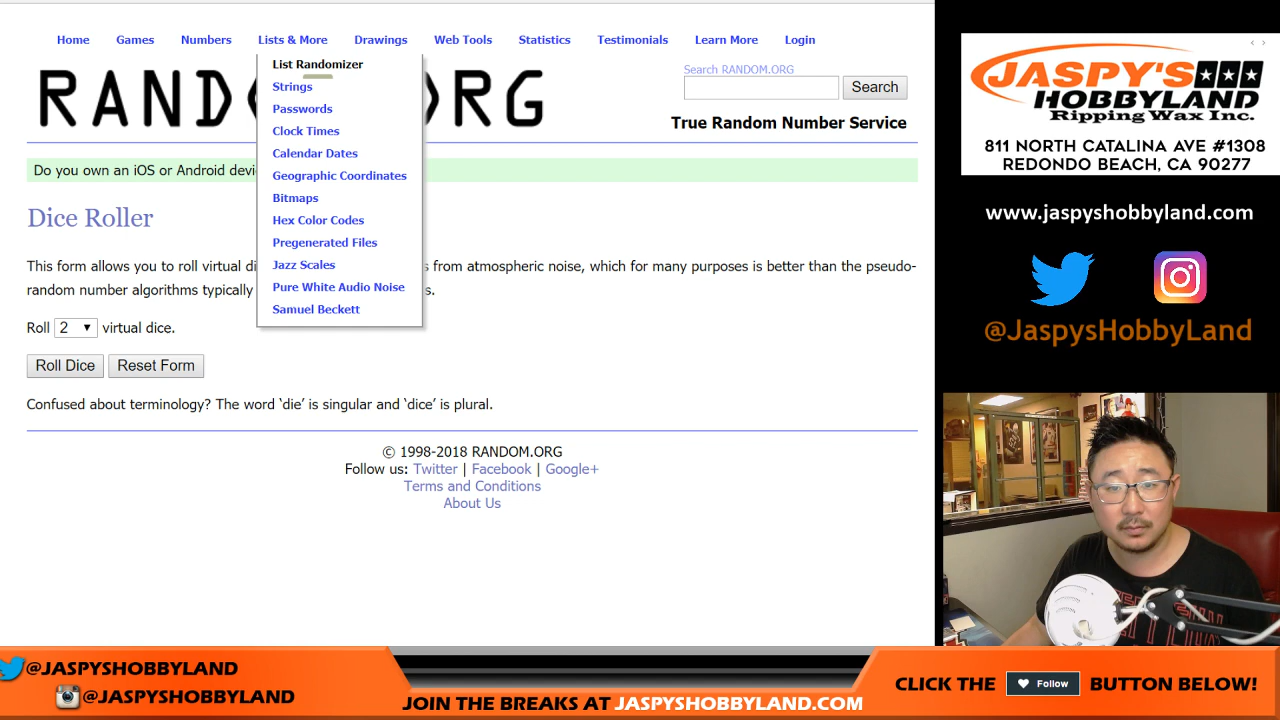 Home Games Numbers Lists & More Drawings Web Tools Statistics Testimonials Learn More Login
List Randomizer
Strings
Passwords
Clock Times
Calendar Dates
Geographic Coordinates
Bitmaps
Hex Color Codes
Pregenerated Files
Jazz Scales
Pure White Audio Noise
Samuel Beckett
RAND RG
Search RANDOM.ORG
Search
True Random Number Service
Do you own an iOS or Android devi
Dice Roller
This form allows you to roll virtual di s from atmospheric noise, which for many purposes is better than the pseudo-
random number algorithms typically s.
Roll 2 virtual dice.
Roll Dice Reset Form
Confused about terminology? The word ‘die’ is singular and ‘dice’ is plural.
© 1998-2018 RANDOM.ORG
Follow us: Twitter | Facebook | Google+
Terms and Conditions
About Us
JASPY'S
HOBBYLAND
Ripping Wax Inc.
811 NORTH CATALINA AVE #1308
REDONDO BEACH, CA 90277
www.jaspyshobbyland.com
@JaspysHobbyLand
@JASPYSHOBBYLAND
@JASPYSHOBBYLAND
JOIN THE BREAKS AT JASPYSHOBBYLAND.COM
CLICK THE Follow BUTTON BELOW!